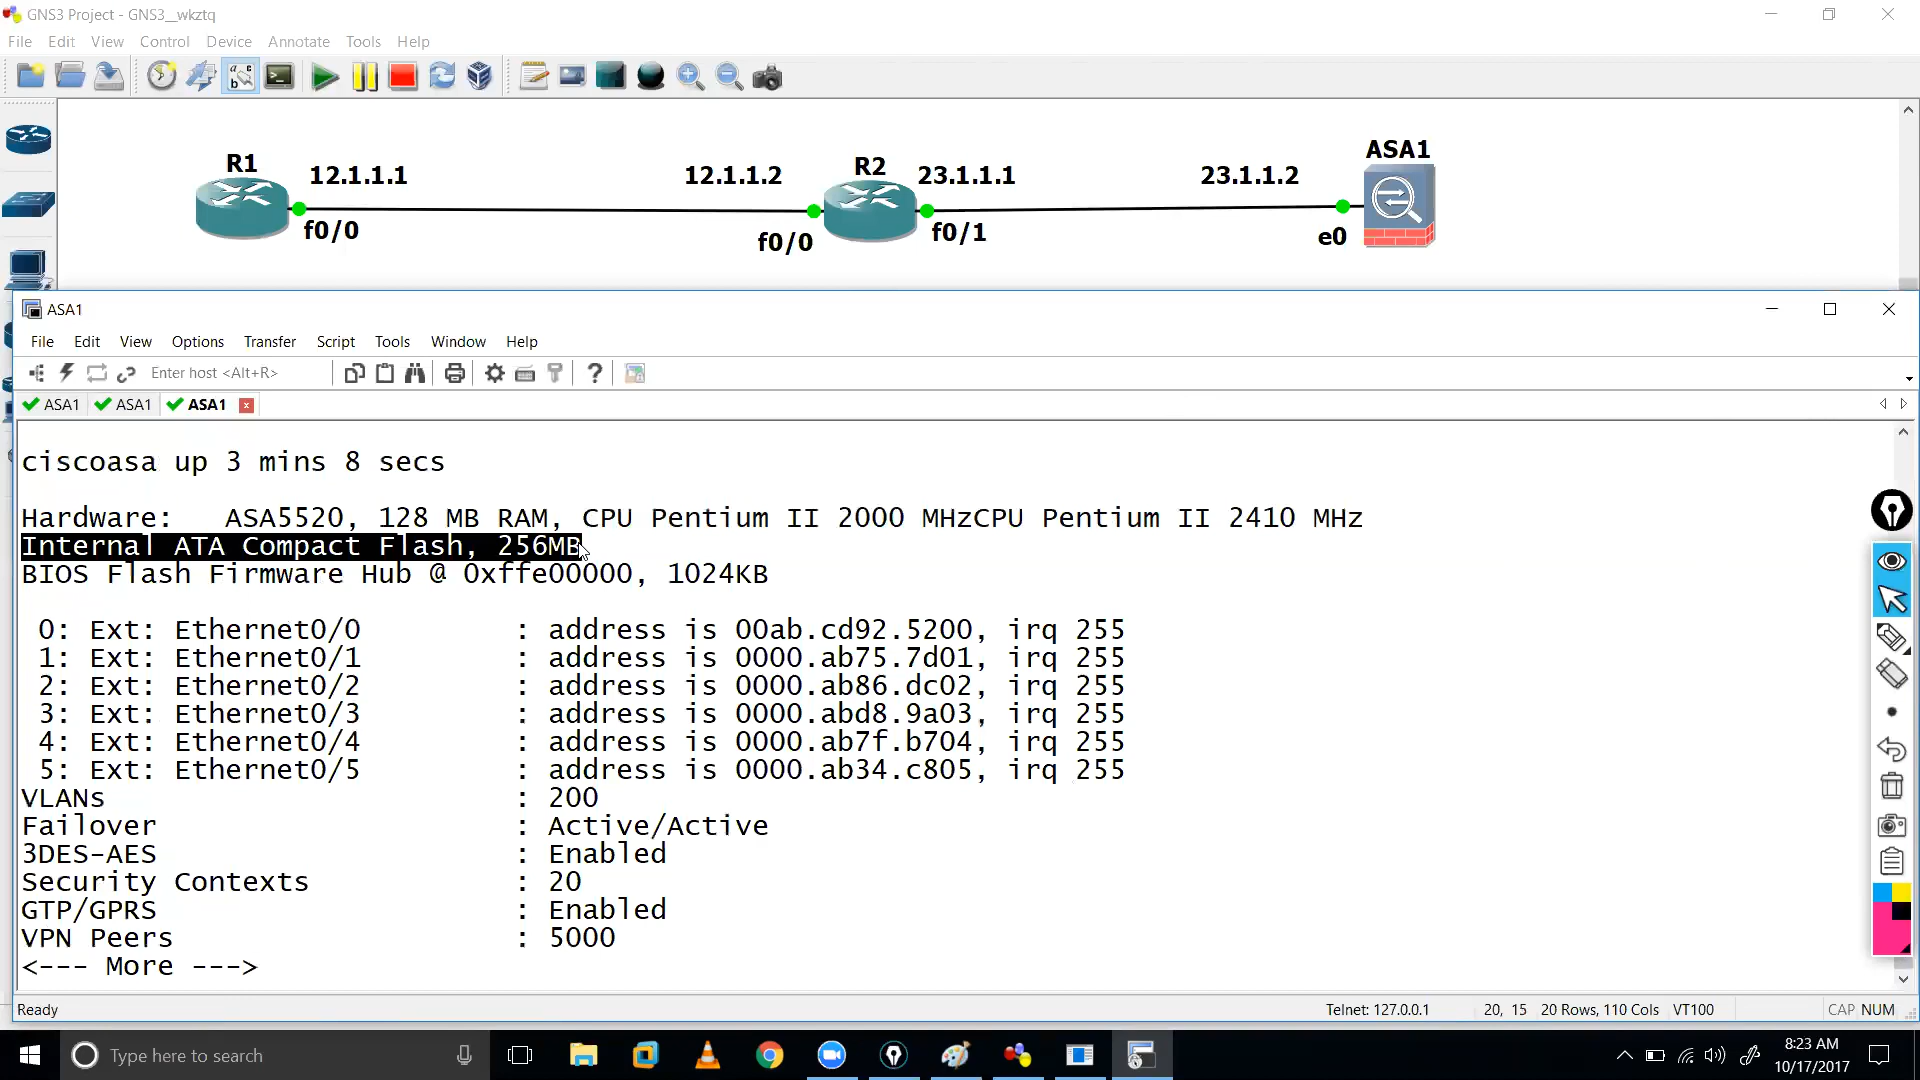 GNS3 Project - GNS3__wkztq
File Edit View Control Device Annotate Tools Help
R1 12.1.1.1 12.1.1.2 R2 23.1.1.1 23.1.1.2 ASA1
f0/0 f0/0 f0/1 e0
ASA1
File Edit View Options Transfer Script Tools Window Help
Enter host <Alt+R>
ASA1 ASA1 ASA1
ciscoasa up 3 mins 8 secs
Hardware:   ASA5520, 128 MB RAM, CPU Pentium II 2000 MHzCPU Pentium II 2410 MHz
Internal ATA Compact Flash, 256MB
BIOS Flash Firmware Hub @ 0xffe00000, 1024KB
0: Ext: Ethernet0/0 : address is 00ab.cd92.5200, irq 255
1: Ext: Ethernet0/1 : address is 0000.ab75.7d01, irq 255
2: Ext: Ethernet0/2 : address is 0000.ab86.dc02, irq 255
3: Ext: Ethernet0/3 : address is 0000.abd8.9a03, irq 255
4: Ext: Ethernet0/4 : address is 0000.ab7f.b704, irq 255
5: Ext: Ethernet0/5 : address is 0000.ab34.c805, irq 255
VLANs : 200
Failover : Active/Active
3DES-AES : Enabled
Security Contexts : 20
GTP/GPRS : Enabled
VPN Peers : 5000
<--- More --->
Ready Telnet: 127.0.0.1 20, 15 20 Rows, 110 Cols VT100 CAP NUM
Type here to search 8:23 AM
10/17/2017